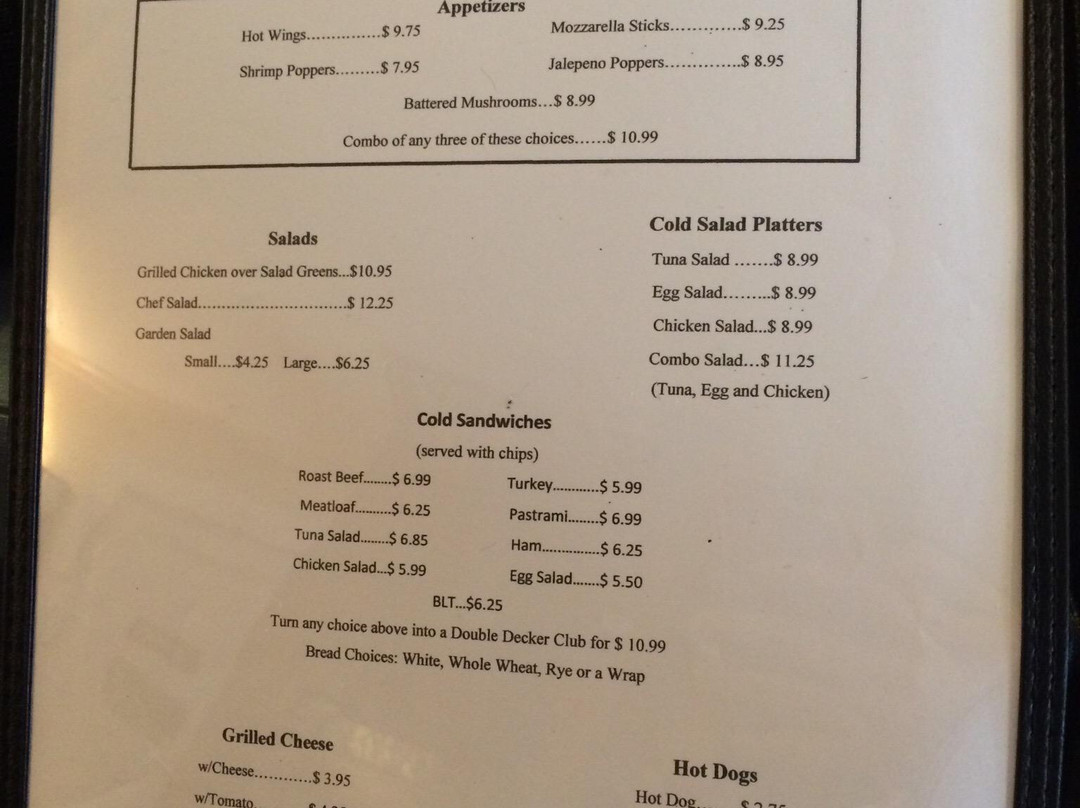 Appetizers
Hot Wings...............$ 9.75 Mozzarella Sticks..............$ 9.25
Shrimp Poppers.........$ 7.95 Jalepeno Poppers...............$ 8.95
Battered Mushrooms...$ 8.99
Combo of any three of these choices......$ 10.99
Salads
Grilled Chicken over Salad Greens...$10.95
Chef Salad................................$ 12.25
Garden Salad
Small....$4.25 Large....$6.25
Cold Salad Platters
Tuna Salad .......$ 8.99
Egg Salad.........$ 8.99
Chicken Salad...$ 8.99
Combo Salad...$ 11.25
(Tuna, Egg and Chicken)
Cold Sandwiches
(served with chips)
Roast Beef........$ 6.99 Turkey............$ 5.99
Meatloaf..........$ 6.25 Pastrami........$ 6.99
Tuna Salad........$ 6.85 Ham...............$ 6.25
Chicken Salad...$ 5.99 Egg Salad.......$ 5.50
BLT...$6.25
Turn any choice above into a Double Decker Club for $ 10.99
Bread Choices: White, Whole Wheat, Rye or a Wrap
Grilled Cheese
w/Cheese............$ 3.95
w/Tomato
Hot Dogs
Hot Dog